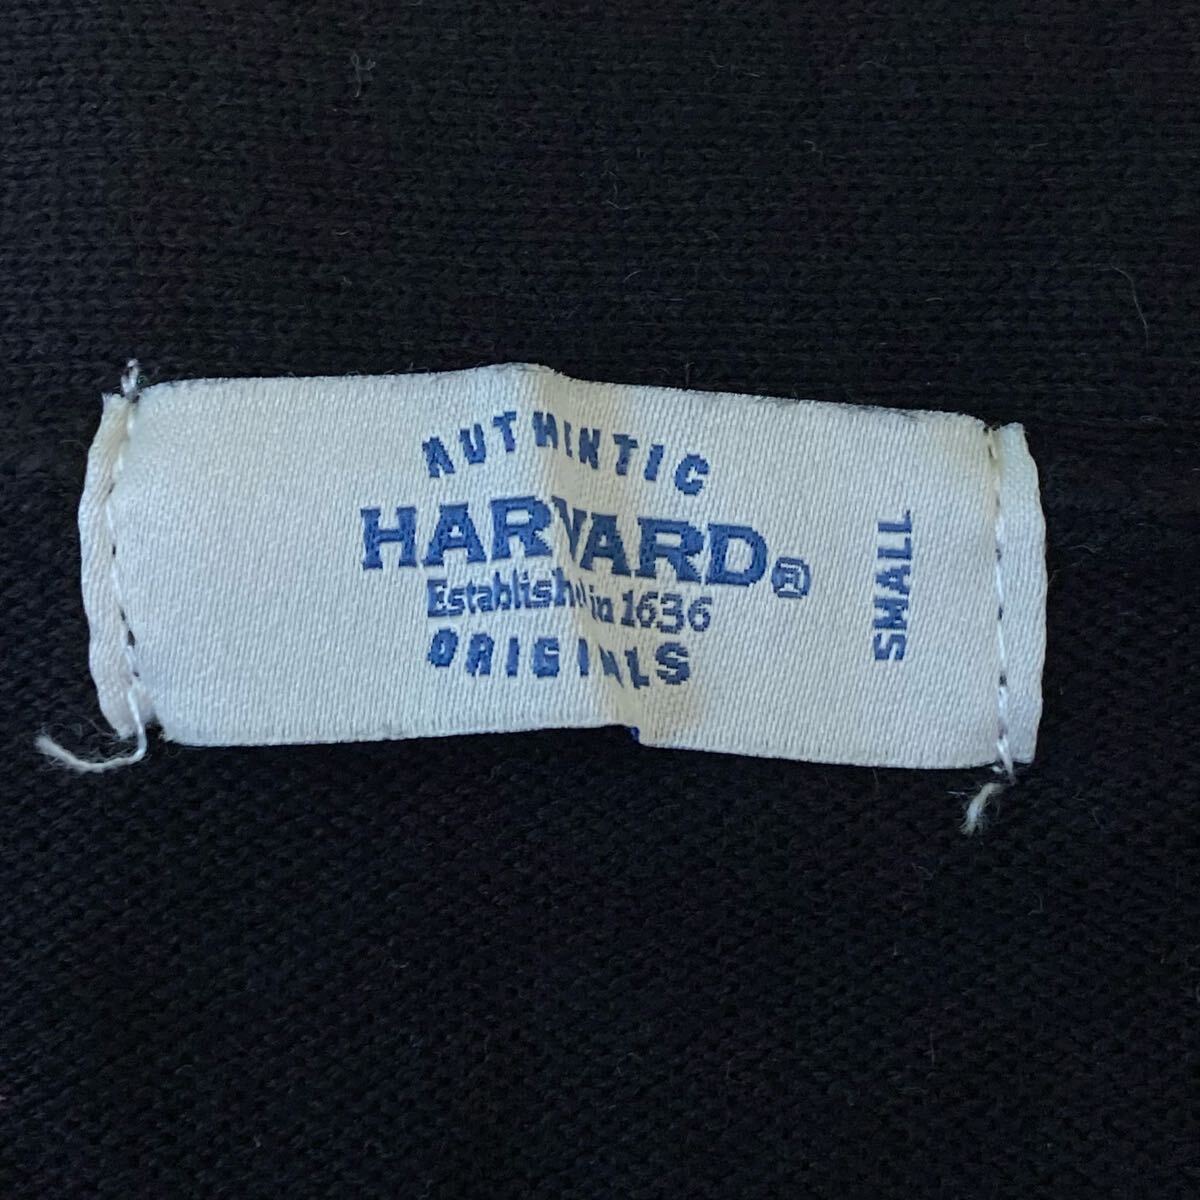 AUTHENTIC
HARVARD®
Established in 1636
ORIGINALS
SMALL